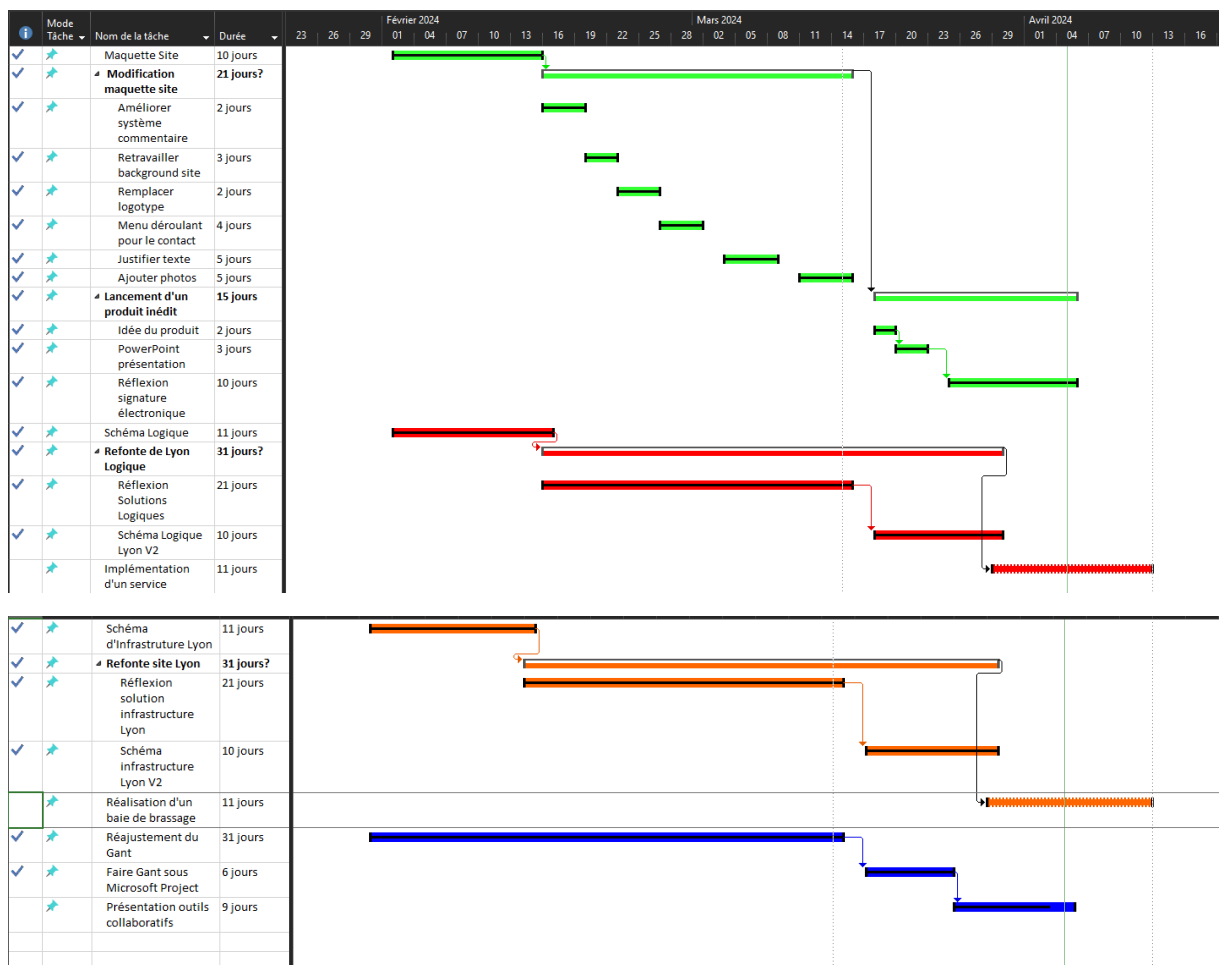 Février 2024 Mars 2024 Avril 2024
Mode
Tâche Nom de la tâche Durée 23 26 29 01 04 07 10 13 16 19 22 25 28 02 05 08 11 14 17 20 23 26 29 01 04 07 10 13 16
Maquette Site 10 jours
Modification 21 jours?
maquette site
Améliorer 2 jours
système
commentaire
Retravailler 3 jours
background site
Remplacer 2 jours
logotype
Menu déroulant 4 jours
pour le contact
Justifier texte 5 jours
Ajouter photos 5 jours
Lancement d'un 15 jours
produit inédit
Idée du produit 2 jours
PowerPoint 3 jours
présentation
Réflexion 10 jours
signature
électronique
Schéma Logique 11 jours
Refonte de Lyon 31 jours?
Logique
Réflexion 21 jours
Solutions
Logiques
Schéma Logique 10 jours
Lyon V2
Implémentation 11 jours
d'un service
Schéma 11 jours
d'Infrastruture Lyon
Refonte site Lyon 31 jours?
Réflexion 21 jours
solution
infrastructure
Lyon
Schéma 10 jours
infrastructure
Lyon V2
Réalisation d'un 11 jours
baie de brassage
Réajustement du 31 jours
Gant
Faire Gant sous 6 jours
Microsoft Project
Présentation outils 9 jours
collaboratifs